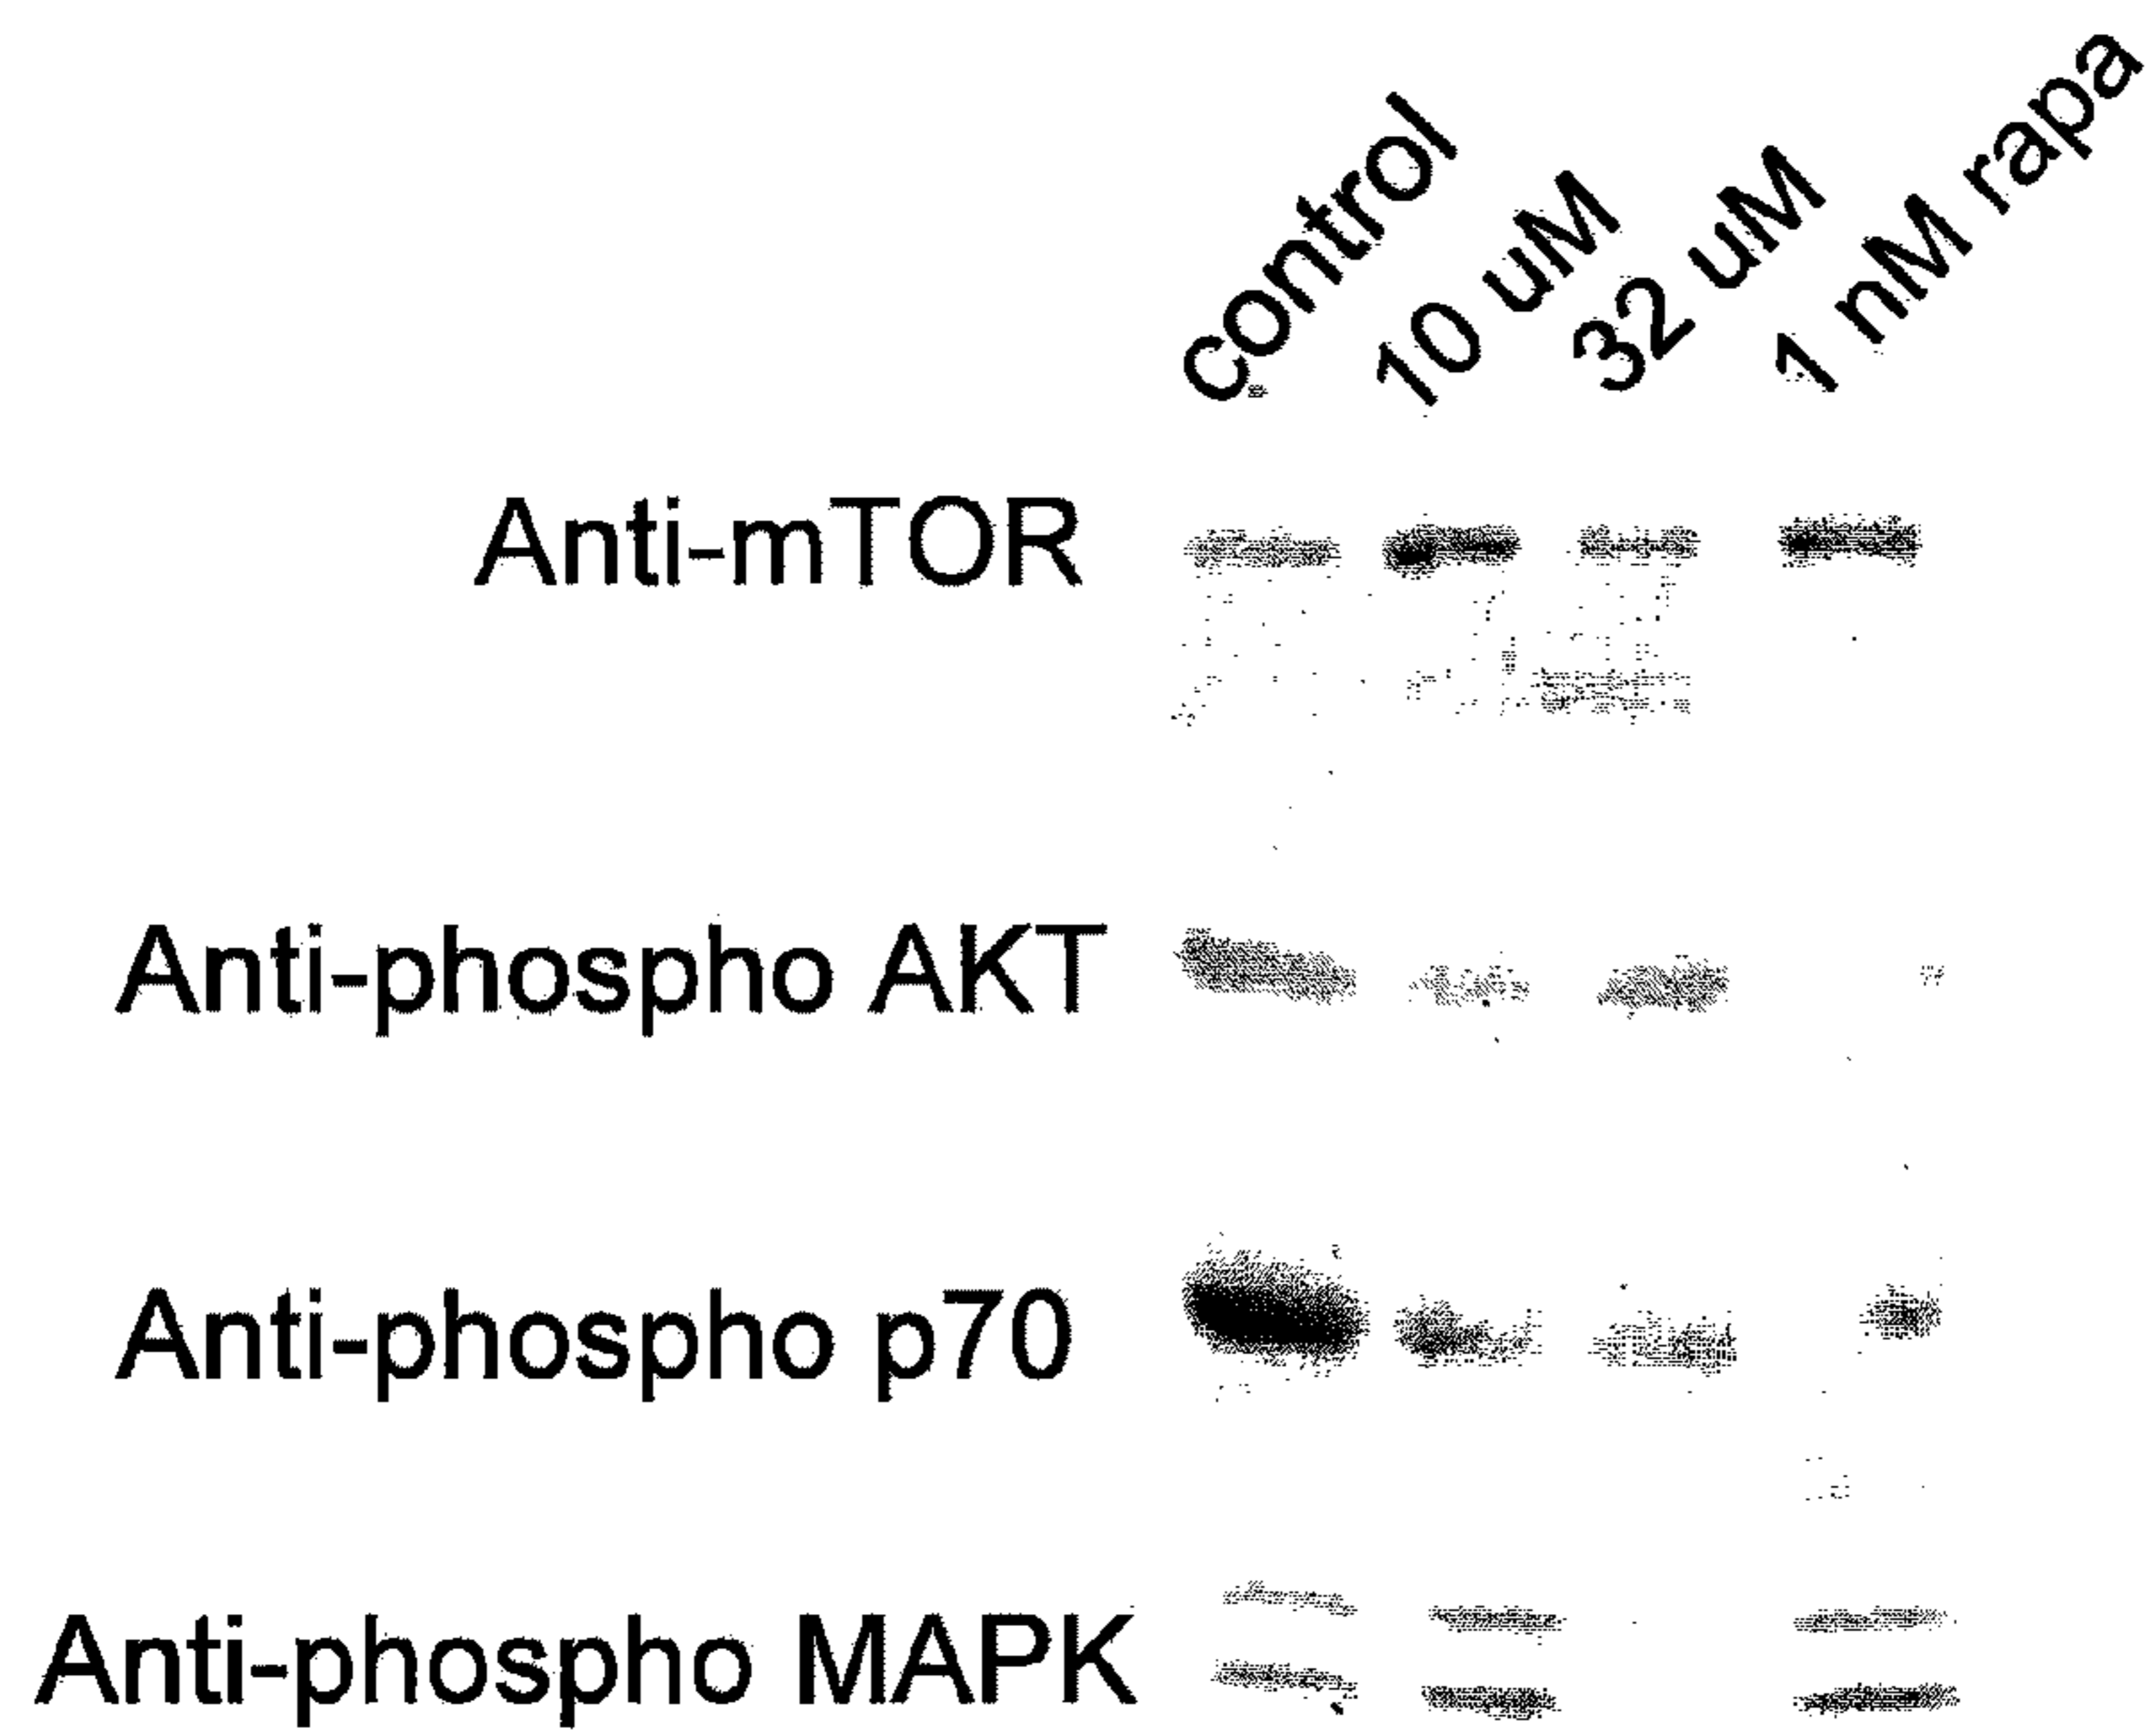 control
10 uM
32 uM
1 nM rapa
Anti-mTOR
Anti-phospho AKT
Anti-phospho p70
Anti-phospho MAPK